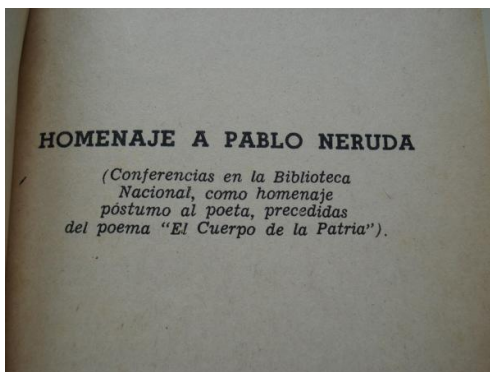 HOMENAJE A PABLO NERUDA
(Conferencias en la Biblioteca
Nacional, como homenaje
póstumo al poeta, precedidas
del poema "El Cuerpo de la Patria").